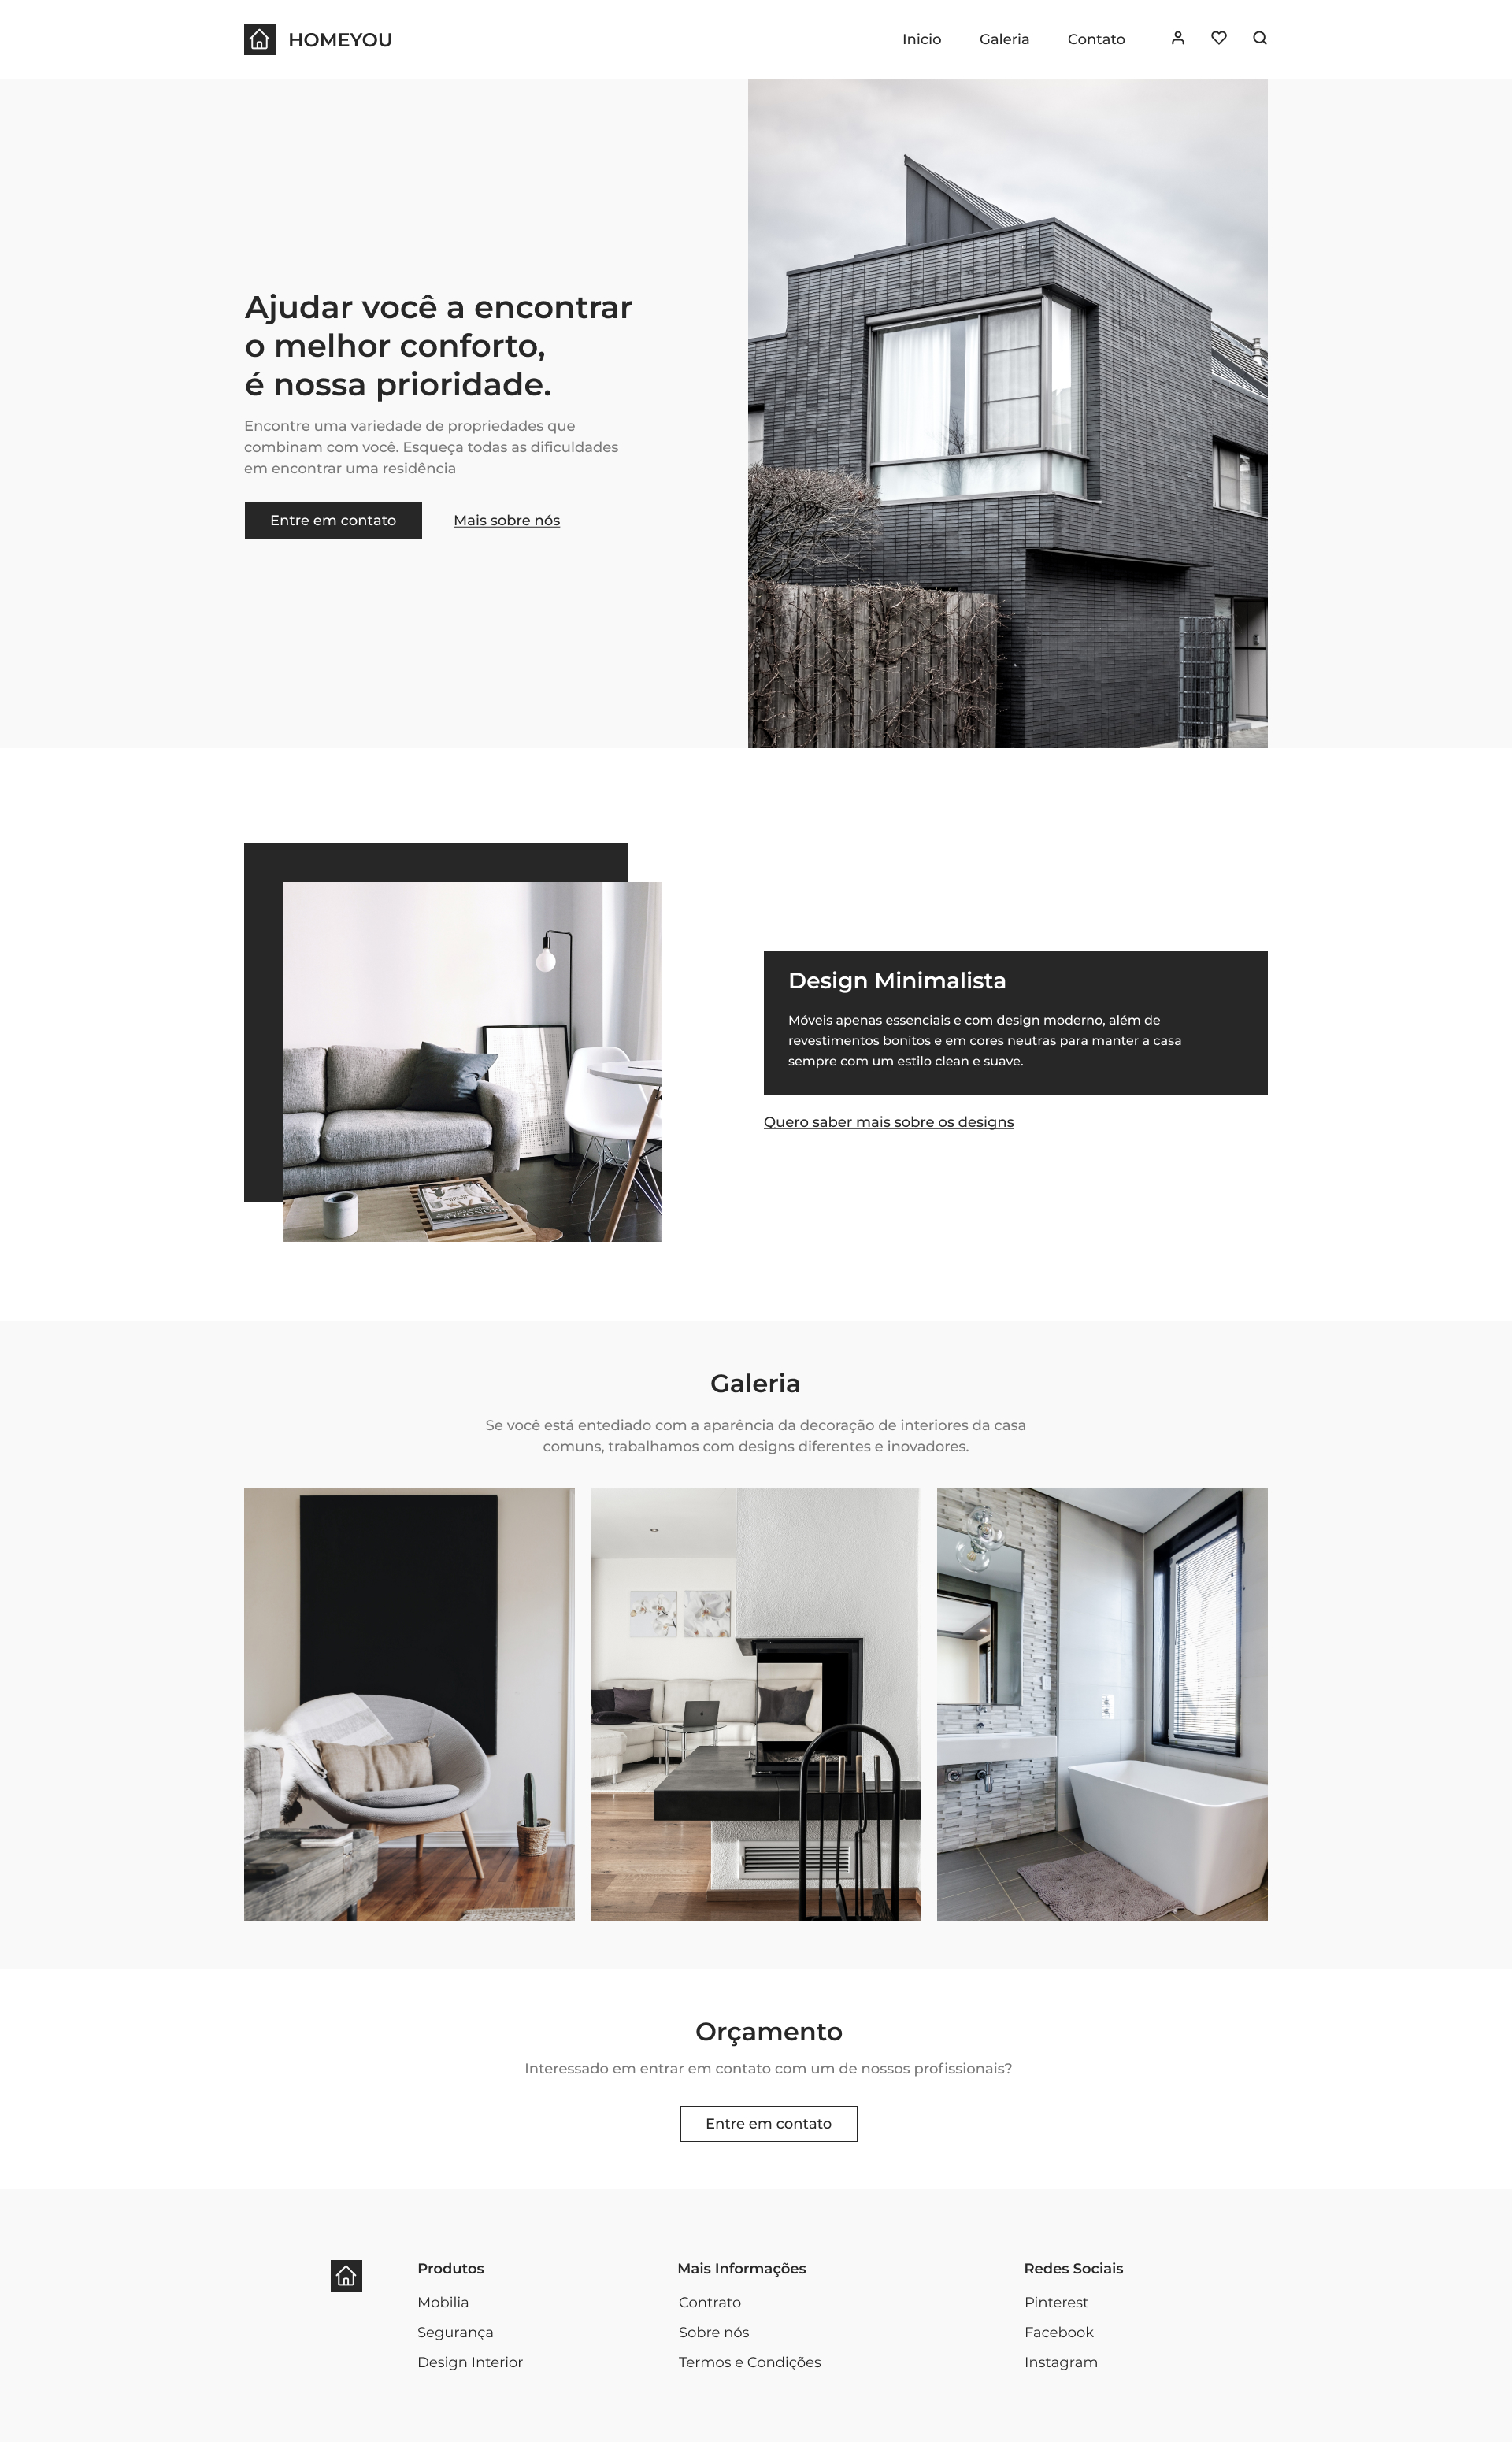 HOMEYOU
Inicio
Galeria
Contato
Ajudar você a encontrar
o melhor conforto,
é nossa prioridade.
Encontre uma variedade de propriedades que
combinam com você. Esqueça todas as dificuldades
em encontrar uma residência
Entre em contato
Mais sobre nós
Design Minimalista
Móveis apenas essenciais e com design moderno, além de
revestimentos bonitos e em cores neutras para manter a casa
sempre com um estilo clean e suave.
Quero saber mais sobre os designs
Galeria
Se você está entediado com a aparência da decoração de interiores da casa
comuns, trabalhamos com designs diferentes e inovadores.
Orçamento
Interessado em entrar em contato com um de nossos profissionais?
Entre em contato
Produtos
Mobilia
Segurança
Design Interior
Mais Informações
Contrato
Sobre nós
Termos e Condições
Redes Sociais
Pinterest
Facebook
Instagram